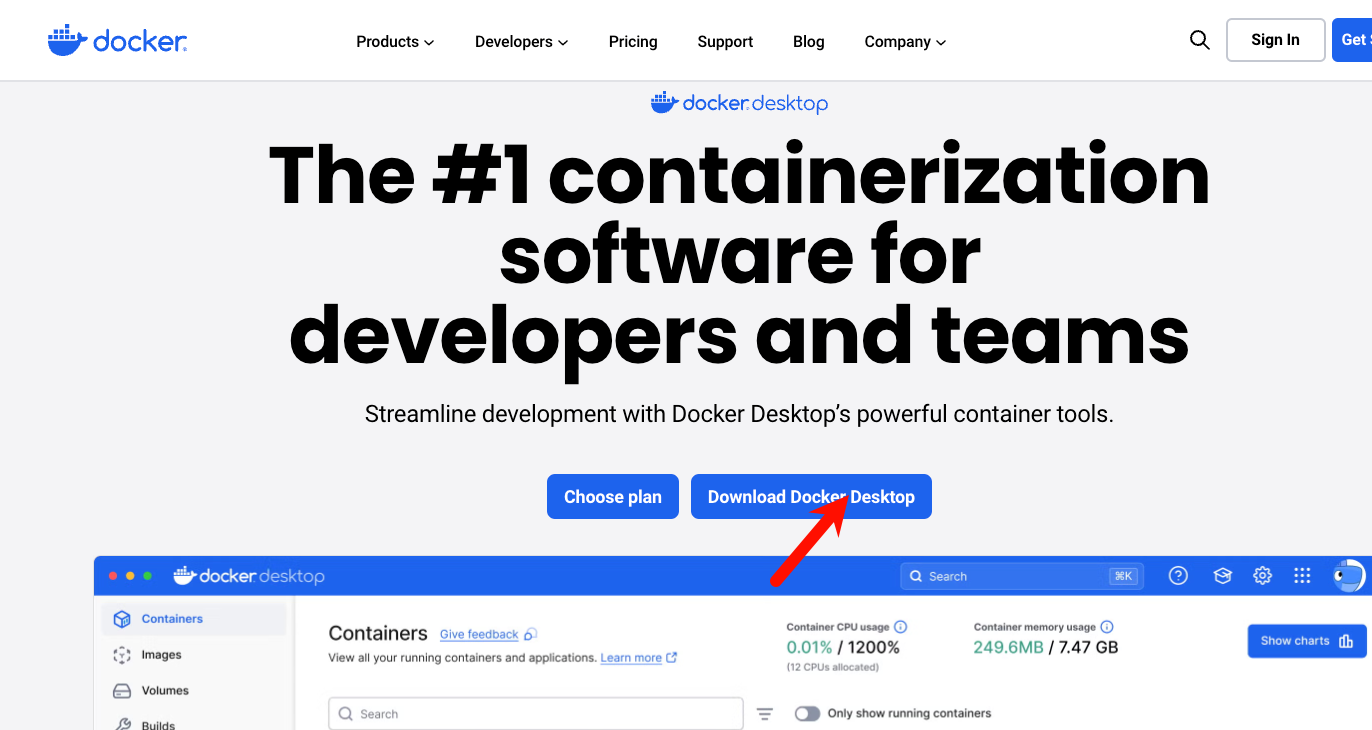 docker
Products
Developers
Pricing
Support
Blog
Company
Sign In
Get
docker desktop
The #1 containerization
software for
developers and teams
Streamline development with Docker Desktop’s powerful container tools.
Choose plan
Download Docker Desktop
docker desktop
Search
⌘K
Containers
Images
Volumes
Builds
Containers
Give feedback
View all your running containers and applications. Learn more
Container CPU usage
0.01% / 1200%
(12 CPUs allocated)
Container memory usage
249.6MB / 7.47 GB
Show charts
Search
Only show running containers